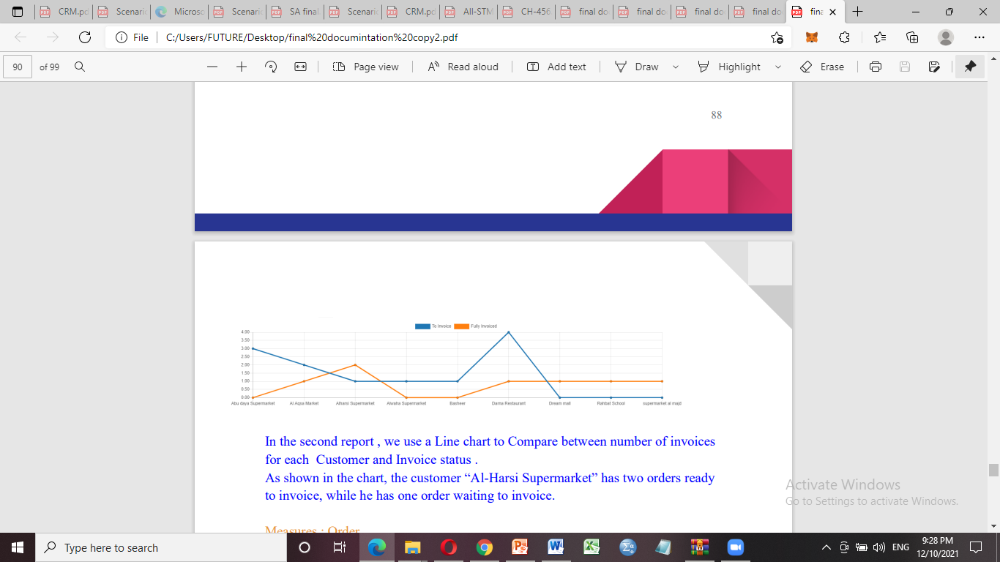 CRM.pd
Scenari
Microso
Scenari
SA final
Scenari
CRM.pd
All-STM
CH-456
final do
final do
final do
final do
fina
File
C:/Users/FUTURE/Desktop/final%20documintation%20copy2.pdf
90 of 99
Page view
Read aloud
Add text
Draw
Highlight
Erase
88
To Invoice Fully Invoiced
4.00
3.50
3.00
2.50
2.00
1.50
1.00
0.50
0.00
Abu daya Supermarket Al Aqsa Market Alharsi Supermarket Alwaha Supermarket Basheer Darna Restaurant Dream mall Rahbat School supermarket al majd
In the second report , we use a Line chart to Compare between number of invoices
for each Customer and Invoice status .
As shown in the chart, the customer “Al-Harsi Supermarket” has two orders ready
to invoice, while he has one order waiting to invoice.
Measures : Order
Activate Windows
Go to Settings to activate Windows.
Type here to search
ENG
9:28 PM
12/10/2021